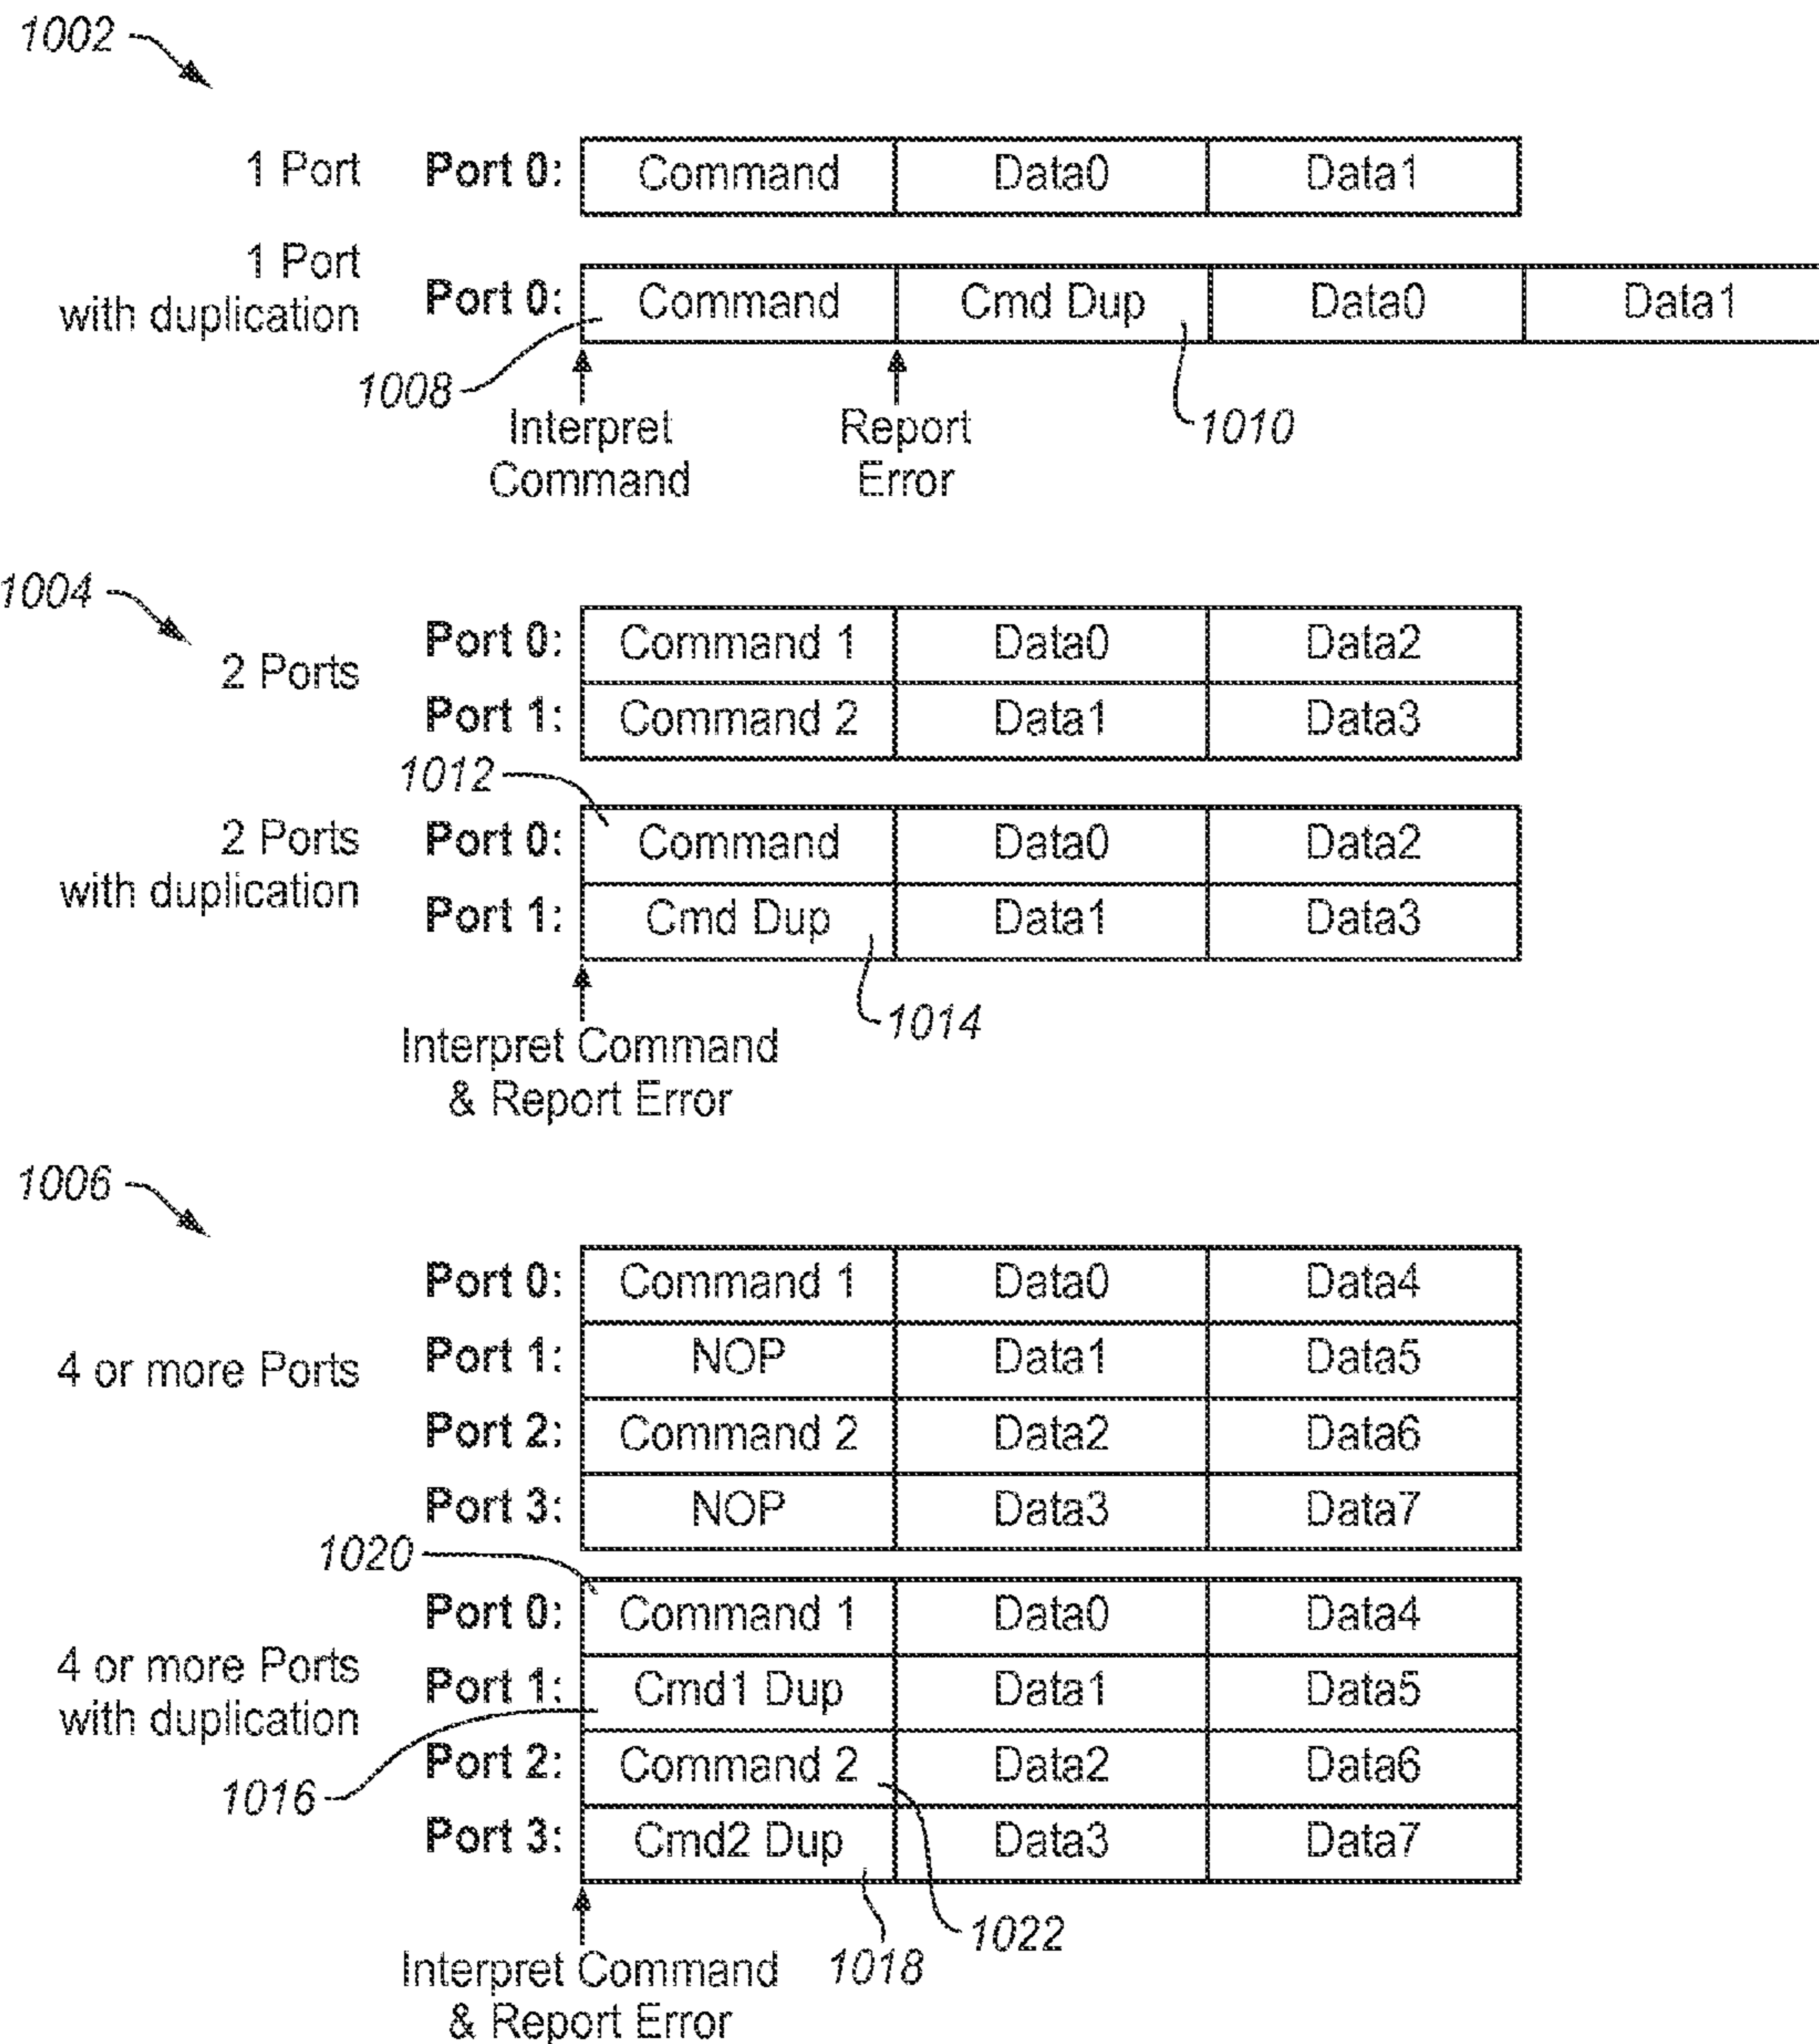 1002
1 Port Port 0: Command Data0 Data1
1 Port
with duplication Port 0: Command Cmd Dup Data0 Data1
1008 1010
Interpret Report
Command Error
1004
2 Ports
Port 0: Command 1 Data0 Data2
Port 1: Command 2 Data1 Data3
1012
2 Ports
with duplication
Port 0: Command Data0 Data2
Port 1: Cmd Dup Data1 Data3
1014
Interpret Command
& Report Error
1006
4 or more Ports
Port 0: Command 1 Data0 Data4
Port 1: NOP Data1 Data5
Port 2: Command 2 Data2 Data6
Port 3: NOP Data3 Data7
1020
4 or more Ports
with duplication
Port 0: Command 1 Data0 Data4
Port 1: Cmd1 Dup Data1 Data5
Port 2: Command 2 Data2 Data6
1016
Port 3: Cmd2 Dup Data3 Data7
1022
1018
Interpret Command
& Report Error